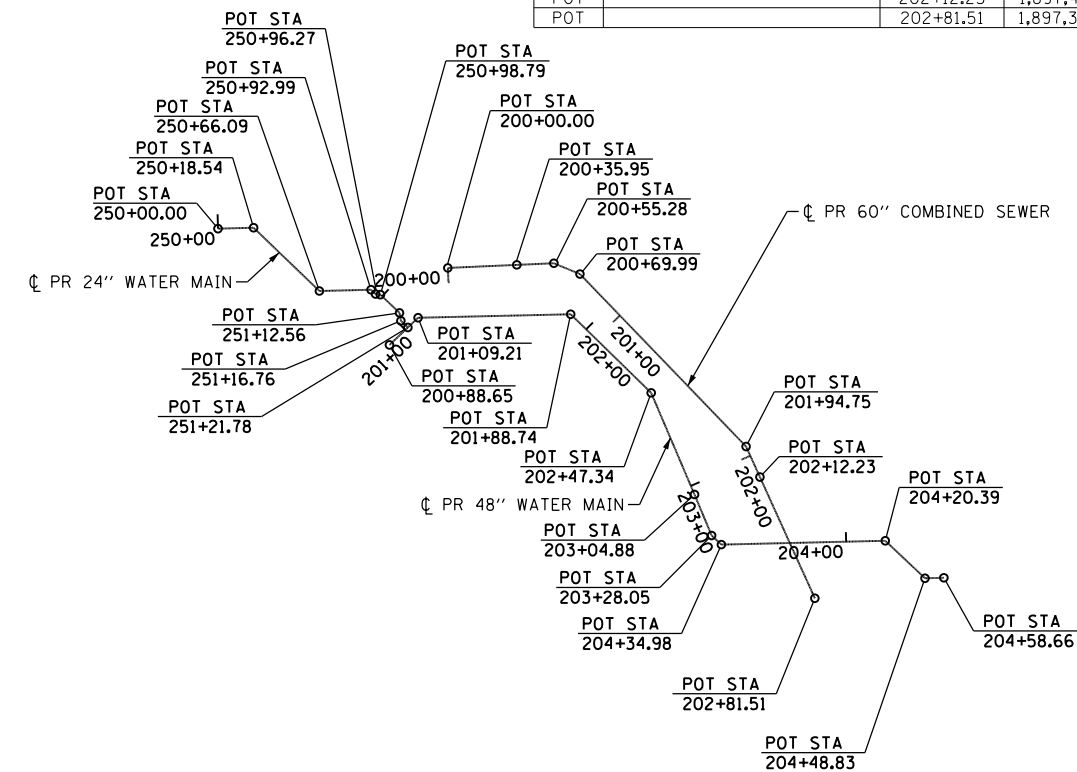 POT 202+12.23
POT 202+81.51 1,897,3
POT STA
250+96.27
POT STA
250+98.79
POT STA
250+92.99
POT STA
200+00.00
POT STA
250+66.09
POT STA
250+18.54
POT STA
200+35.95
POT STA
250+00.00
250+00
POT STA
200+55.28
℄ PR 60" COMBINED SEWER
POT STA
200+69.99
℄ PR 24" WATER MAIN
200+00
POT STA
251+12.56
POT STA
201+09.21
201+00
202+00
201+00
POT STA
251+16.76
POT STA
200+88.65
POT STA
251+21.78
POT STA
201+88.74
POT STA
201+94.75
POT STA
202+12.23
POT STA
202+47.34
202+00
POT STA
204+20.39
℄ PR 48" WATER MAIN
203+00
POT STA
203+04.88
204+00
POT STA
203+28.05
POT STA
204+34.98
POT STA
204+58.66
POT STA
202+81.51
POT STA
204+48.83